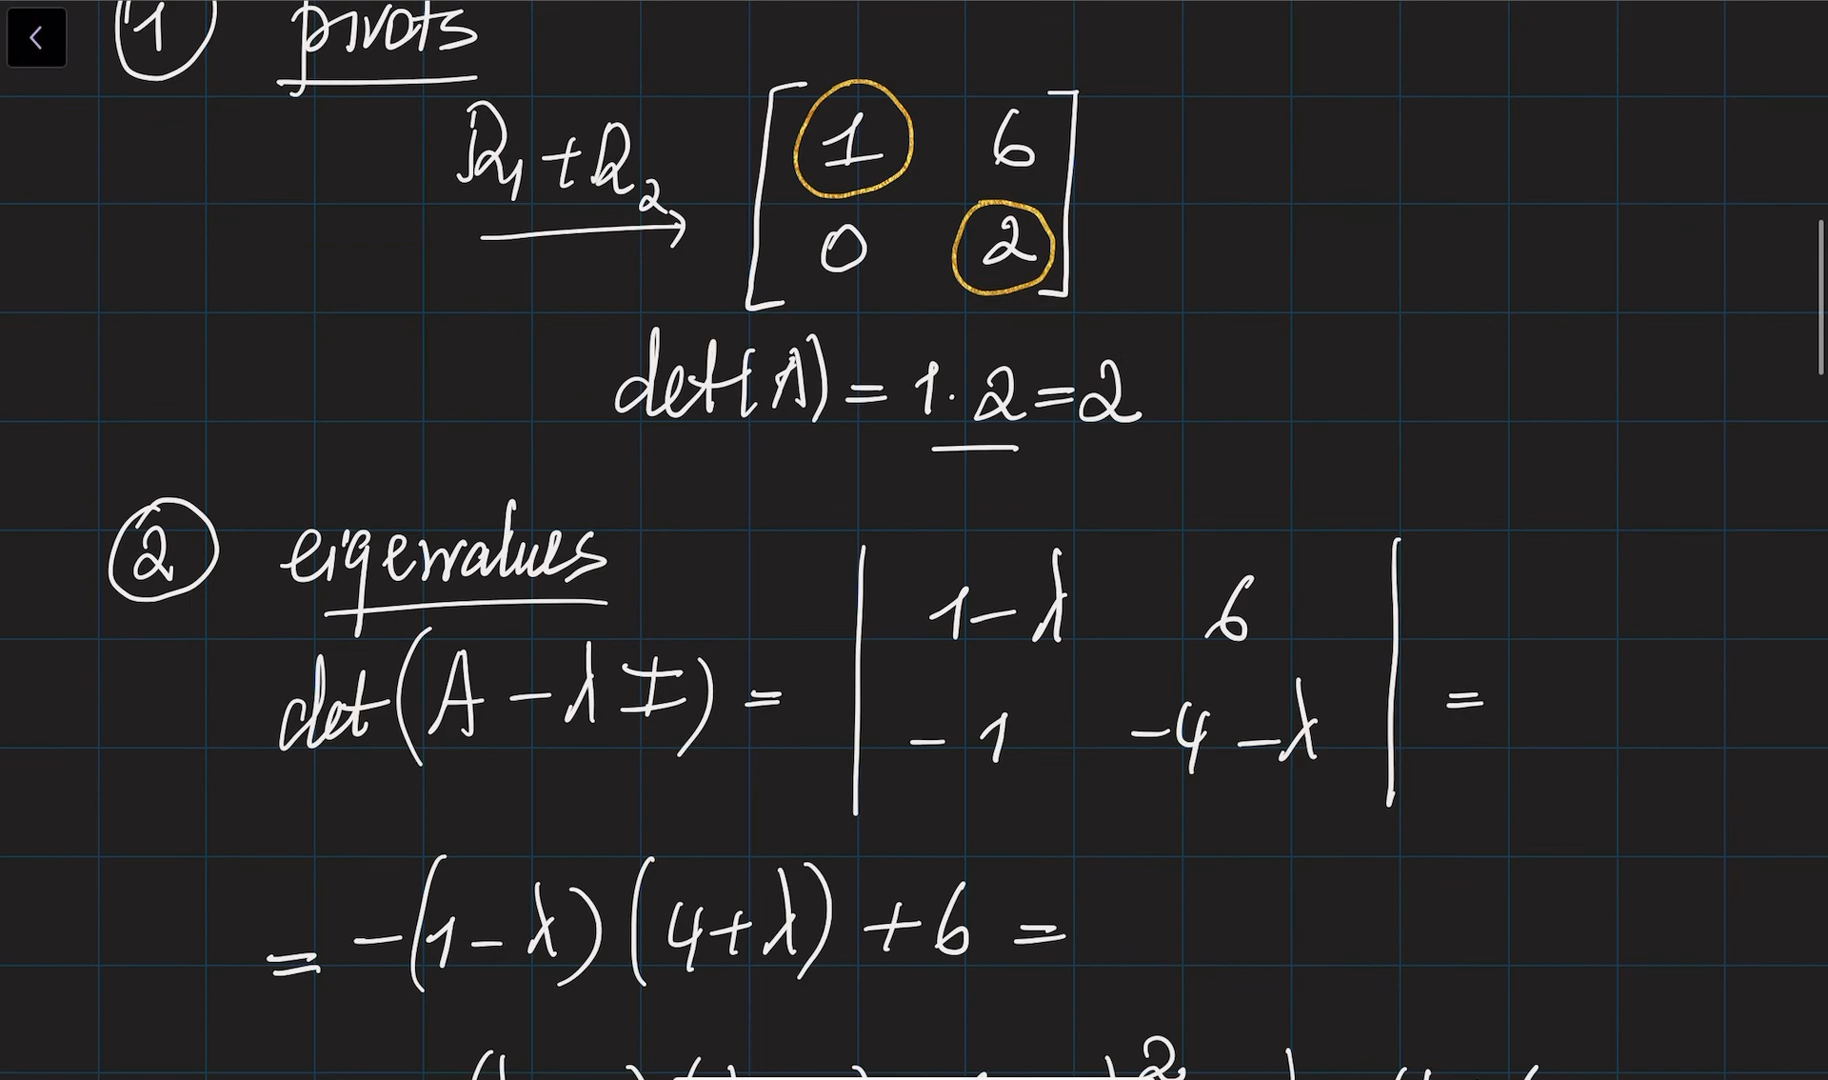 1 pivots
R₁ + R₂ → [ 1 6
0 2 ]
det(A) = 1 · 2 = 2
2 eigenvalues
det(A - λI) = | 1-λ 6
-1 -4-λ | =
= -(1-λ)(4+λ) + 6 =